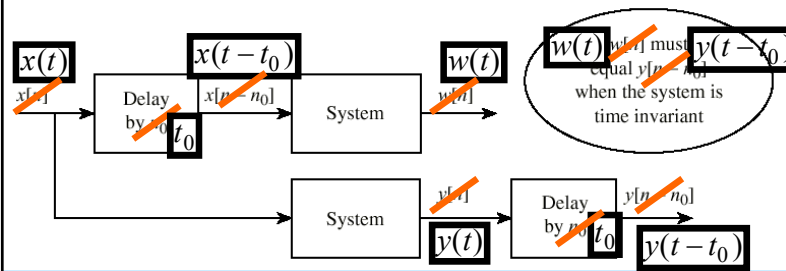 x(t)
x[n]
Delay
by n0
t0
x(t − t0)
x[n − n0]
System
w(t)
w[n]
w(t) w[n] must y(t − t0)
equal y[n − n0]
when the system is
time invariant
System
y[n]
y(t)
Delay
by n0
t0
y[n − n0]
y(t − t0)